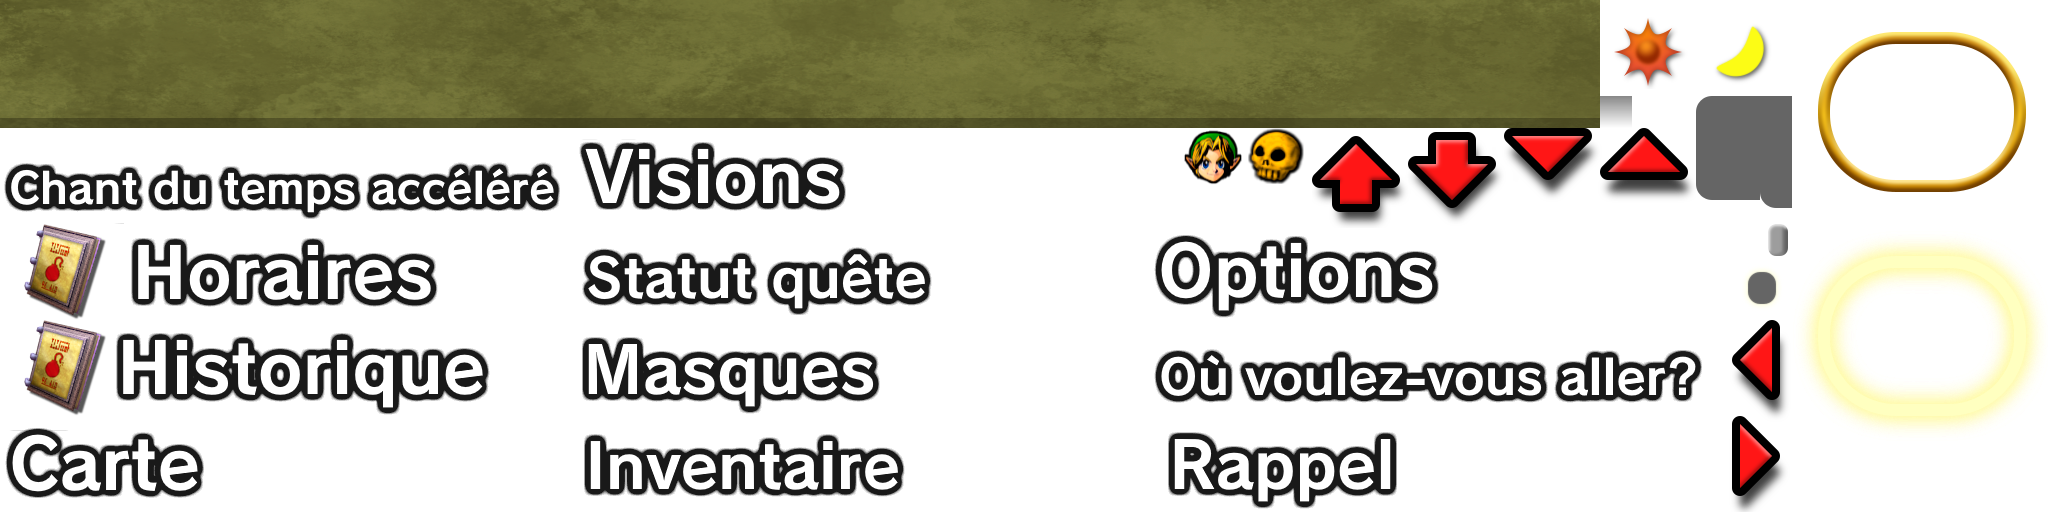 Chant du temps accéléré
Visions
Horaires
Statut quête
Options
Historique
Masques
Où voulez-vous aller?
Carte
Inventaire
Rappel